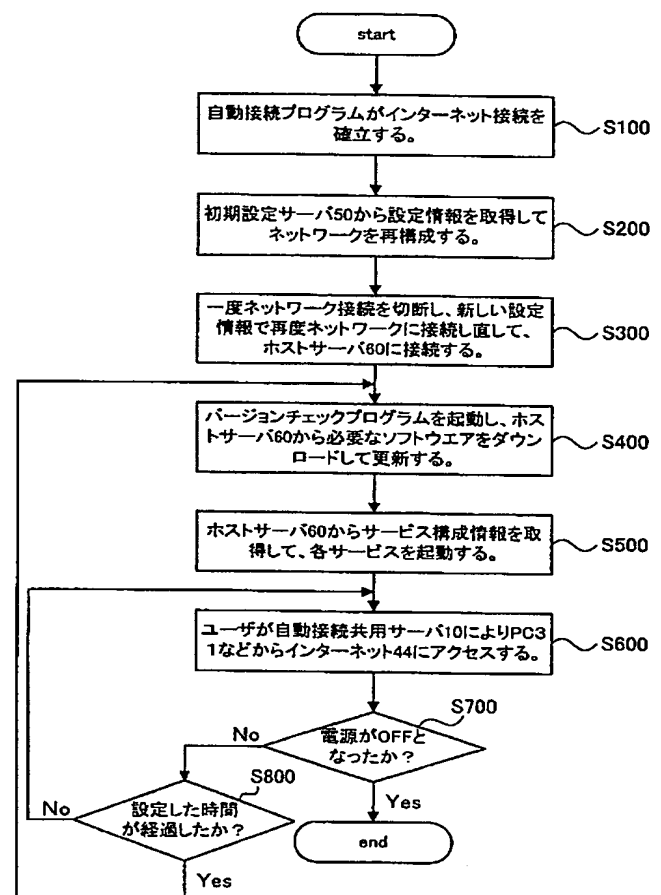 start
自動接続プログラムがインターネット接続を
確立する。
S100
初期設定サーバ50から設定情報を取得して
ネットワークを再構成する。
S200
一度ネットワーク接続を切断し、新しい設定
情報で再度ネットワークに接続し直して、
ホストサーバ60に接続する。
S300
バージョンチェックプログラムを起動し、ホス
トサーバ60から必要なソフトウエアをダウン
ロードして更新する。
S400
ホストサーバ60からサービス構成情報を取
得して、各サービスを起動する。
S500
ユーザが自動接続共用サーバ10によりPC3
1などからインターネット44にアクセスする。
S600
S700
電源がOFFと
なったか？
No
Yes
S800
設定した時間
が経過したか？
No
Yes
end